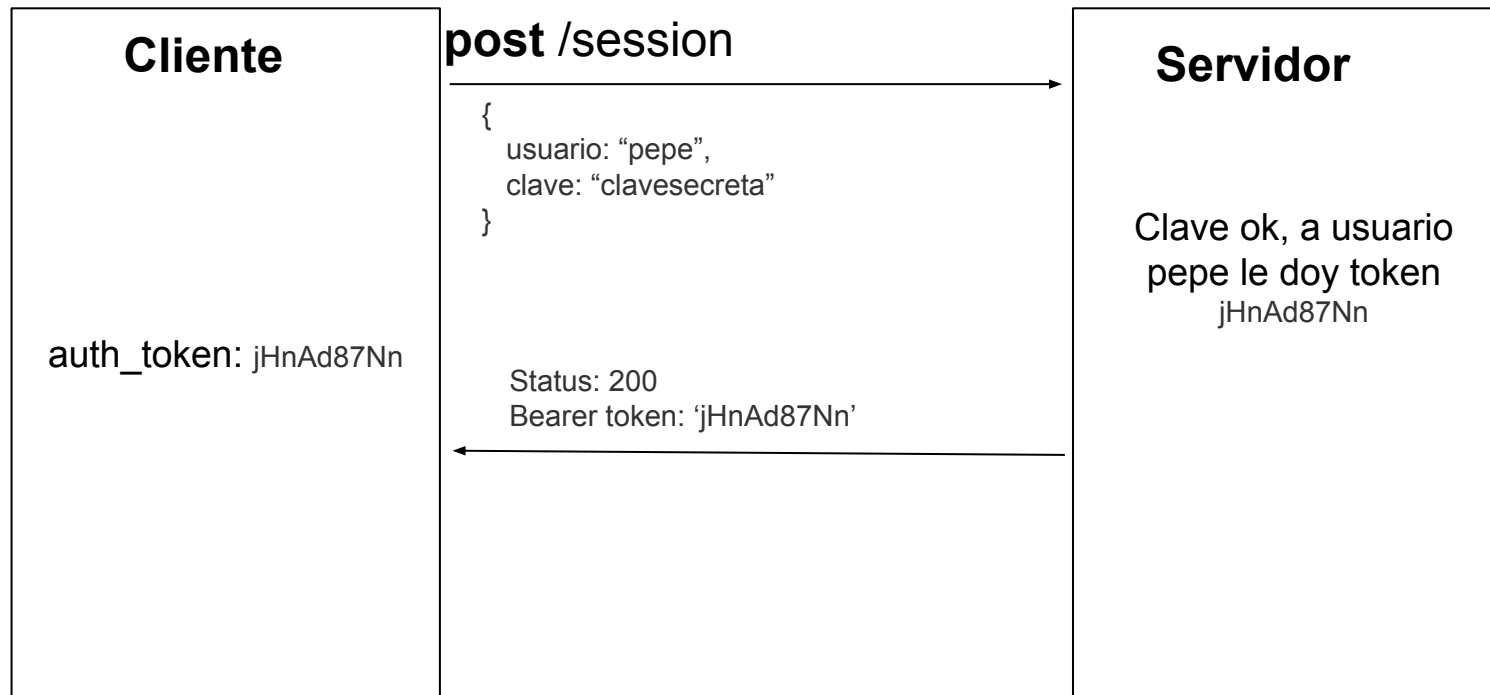 Cliente
auth_token: jHnAd87Nn
post /session
{
usuario: “pepe”,
clave: “clavesecreta”
}
Status: 200
Bearer token: ‘jHnAd87Nn’
Servidor
Clave ok, a usuario
pepe le doy token
jHnAd87Nn